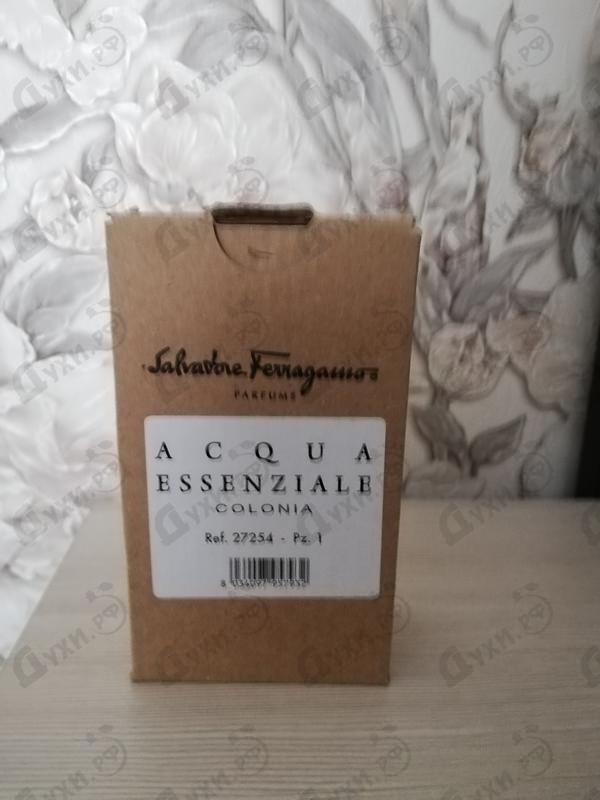 Salvatore Ferragamo
PARFUMS
ACQUA
ESSENZIALE
COLONIA
Ref. 27254 - Pz. 1